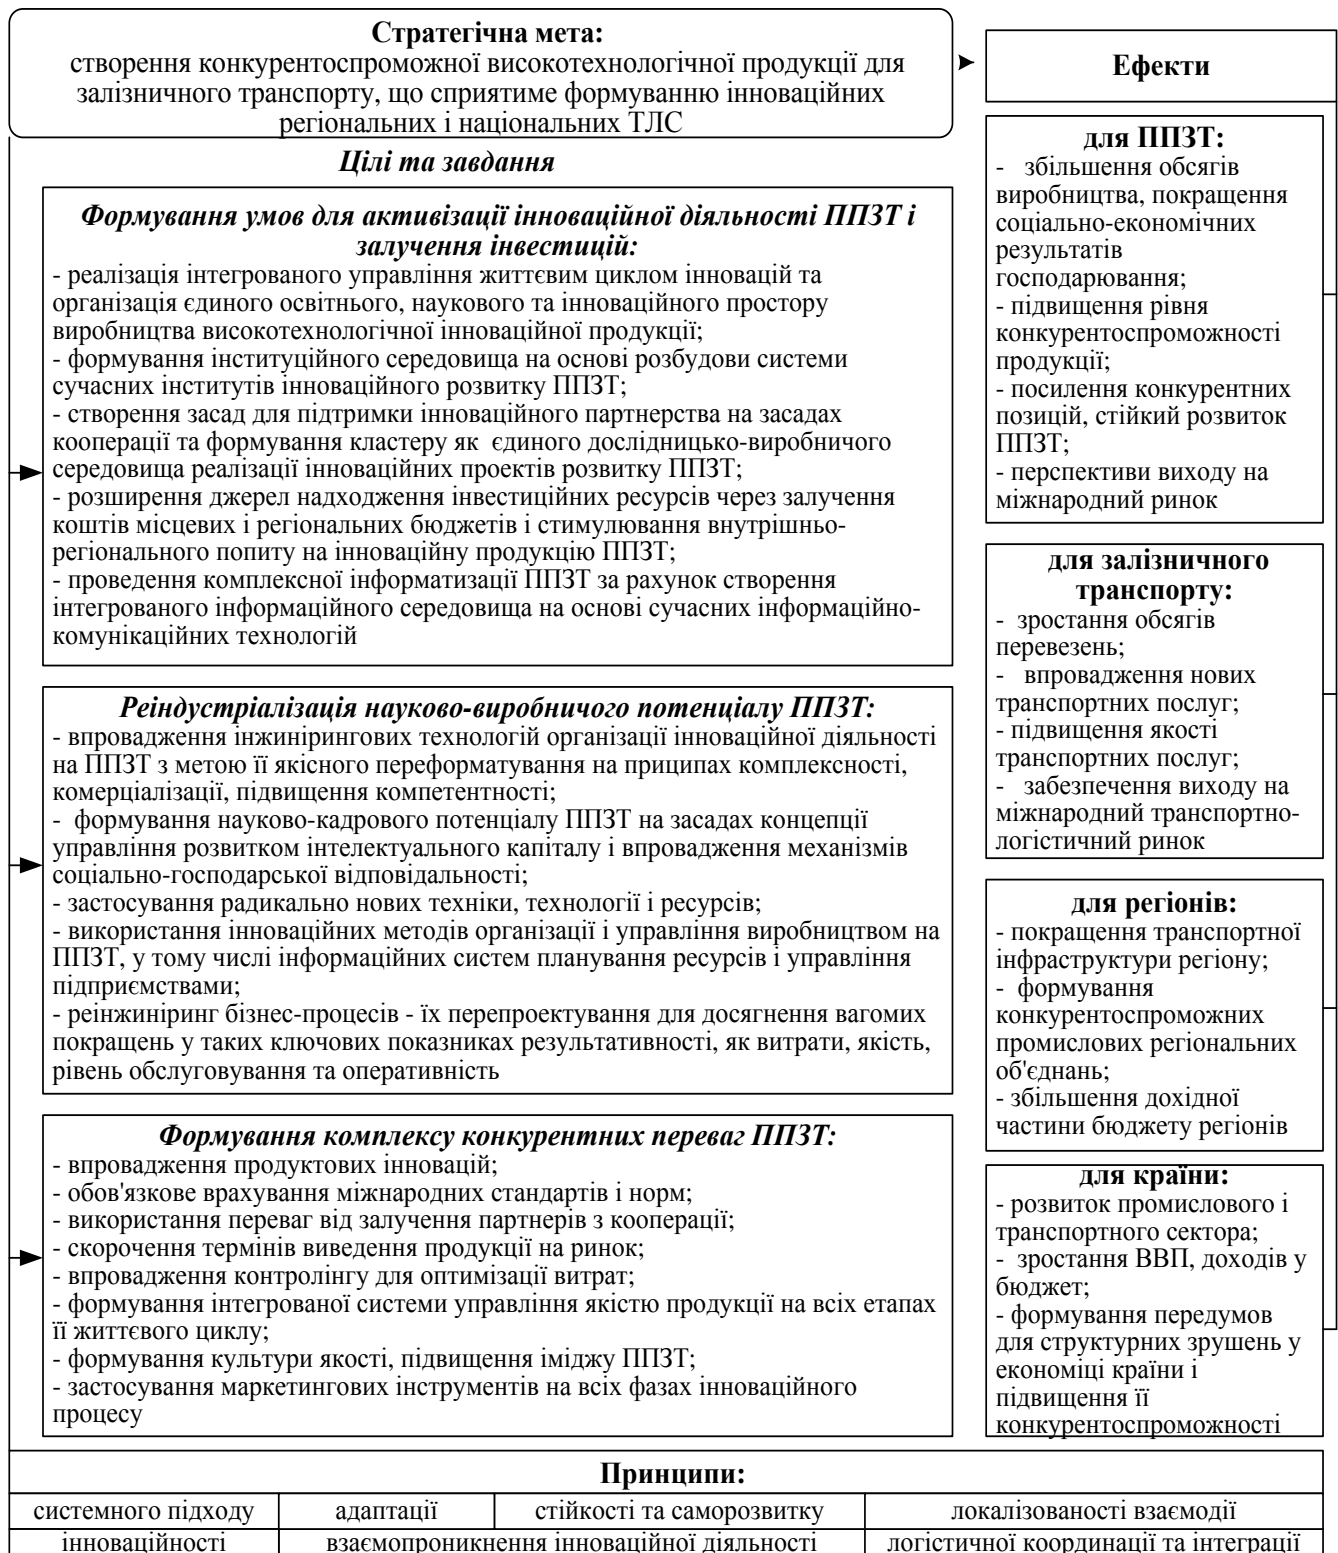 Стратегічна мета:
створення конкурентоспроможної високотехнологічної продукції для
залізничного транспорту, що сприятиме формуванню інноваційних
регіональних і національних ТЛС
Цілі та завдання
Формування умов для активізації інноваційної діяльності ППЗТ і
залучення інвестицій:
- реалізація інтегрованого управління життєвим циклом інновацій та
організація єдиного освітнього, наукового та інноваційного простору
виробництва високотехнологічної інноваційної продукції;
- формування інституційного середовища на основі розбудови системи
сучасних інститутів інноваційного розвитку ППЗТ;
- створення засад для підтримки інноваційного партнерства на засадах
кооперації та формування кластеру як єдиного дослідницько-виробничого
середовища реалізації інноваційних проектів розвитку ППЗТ;
- розширення джерел надходження інвестиційних ресурсів через залучення
коштів місцевих і регіональних бюджетів і стимулювання внутрішньо-
регіонального попиту на інноваційну продукцію ППЗТ;
- проведення комплексної інформатизації ППЗТ за рахунок створення
інтегрованого інформаційного середовища на основі сучасних інформаційно-
комунікаційних технологій
Реіндустріалізація науково-виробничого потенціалу ППЗТ:
- впровадження інжинірингових технологій організації інноваційної діяльності
на ППЗТ з метою її якісного переформатування на приципах комплексності,
комерціалізації, підвищення компетентності;
- формування науково-кадрового потенціалу ППЗТ на засадах концепції
управління розвитком інтелектуального капіталу і впровадження механізмів
соціально-господарської відповідальності;
- застосування радикально нових техніки, технології і ресурсів;
- використання інноваційних методів організації і управління виробництвом на
ППЗТ, у тому числі інформаційних систем планування ресурсів і управління
підприємствами;
- реінжиніринг бізнес-процесів - їх перепроектування для досягнення вагомих
покращень у таких ключових показниках результативності, як витрати, якість,
рівень обслуговування та оперативність
Формування комплексу конкурентних переваг ППЗТ:
- впровадження продуктових інновацій;
- обов'язкове врахування міжнародних стандартів і норм;
- використання переваг від залучення партнерів з кооперації;
- скорочення термінів виведення продукції на ринок;
- впровадження контролінгу для оптимізації витрат;
- формування інтегрованої системи управління якістю продукції на всіх етапах
її життєвого циклу;
- формування культури якості, підвищення іміджу ППЗТ;
- застосування маркетингових інструментів на всіх фазах інноваційного
процесу
Ефекти
для ППЗТ:
- збільшення обсягів
виробництва, покращення
соціально-економічних
результатів
господарювання;
- підвищення рівня
конкурентоспроможності
продукції;
- посилення конкурентних
позицій, стійкий розвиток
ППЗТ;
- перспективи виходу на
міжнародний ринок
для залізничного
транспорту:
- зростання обсягів
перевезень;
- впровадження нових
транспортних послуг;
- підвищення якості
транспортних послуг;
- забезпечення виходу на
міжнародний транспортно-
логістичний ринок
для регіонів:
- покращення транспортної
інфраструктури регіону;
- формування
конкурентоспроможних
промислових регіональних
об'єднань;
- збільшення дохідної
частини бюджету регіонів
для країни:
- розвиток промислового і
транспортного сектора;
- зростання ВВП, доходів у
бюджет;
- формування передумов
для структурних зрушень у
економіці країни і
підвищення її
конкурентоспроможності
Принципи:
системного підходу адаптації стійкості та саморозвитку локалізованості взаємодії
інноваційності взаємопроникнення інноваційної діяльності логістичної координації та інтеграції